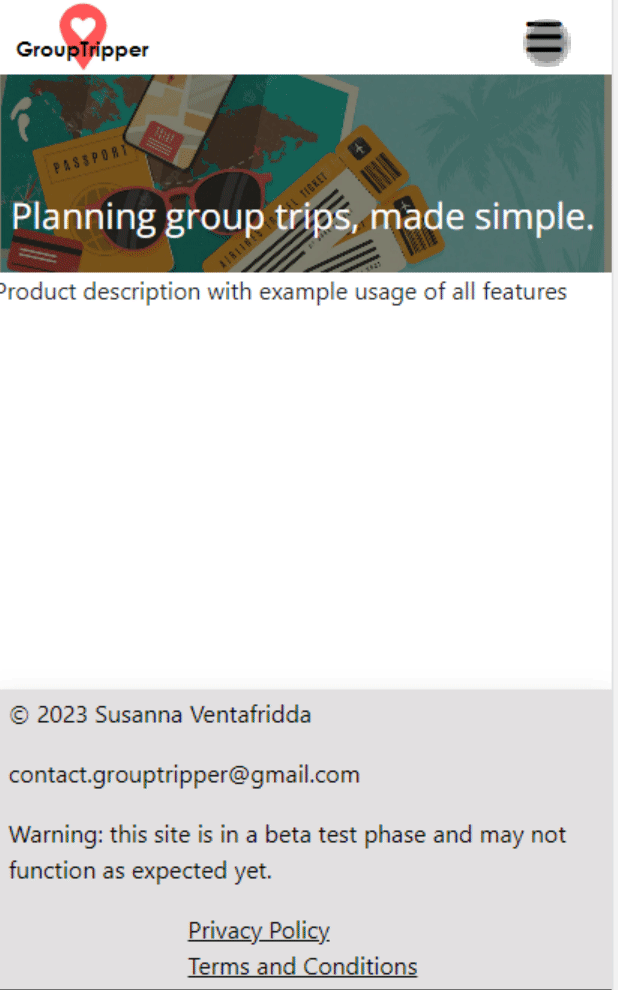 GroupTripper
PASSPORT
TICKET
Planning group trips, made simple.
Product description with example usage of all features
© 2023 Susanna Ventafridda
contact.grouptripper@gmail.com
Warning: this site is in a beta test phase and may not
function as expected yet.
Privacy Policy
Terms and Conditions